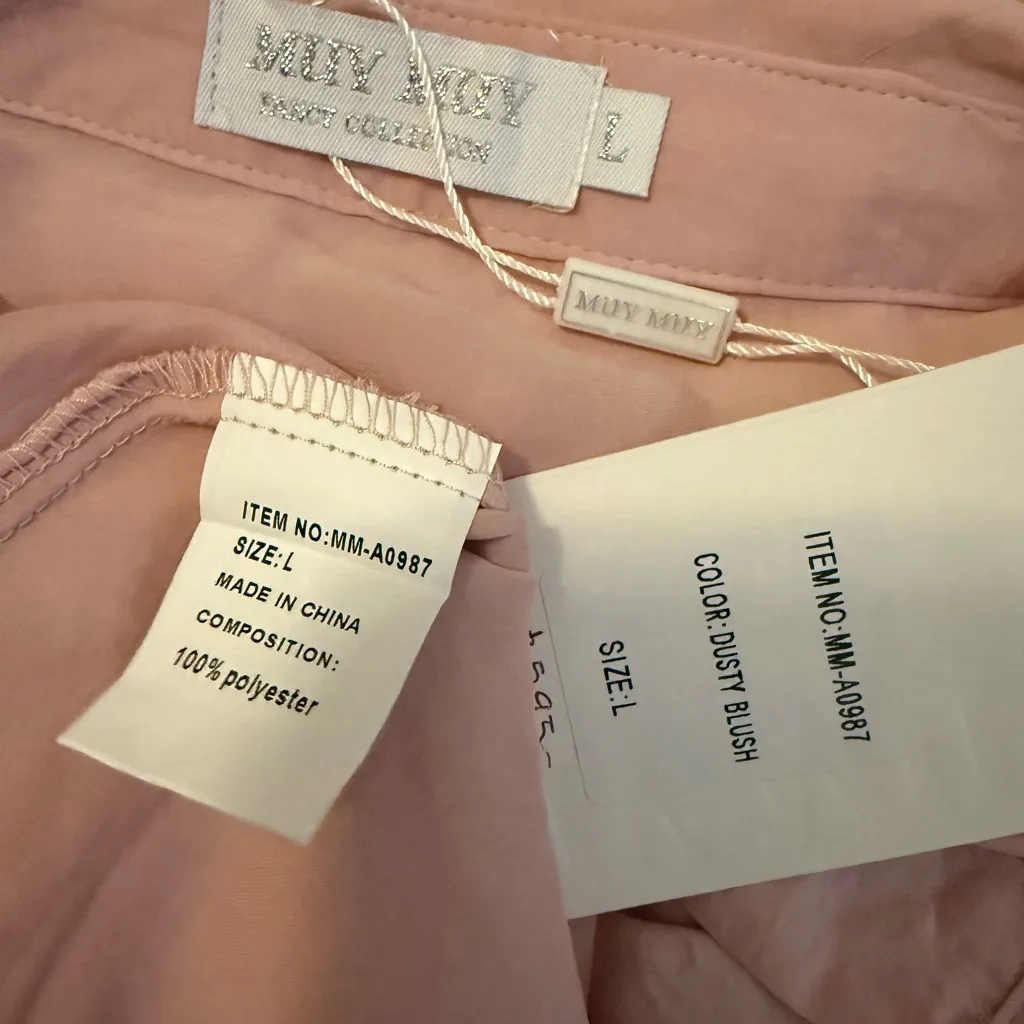 MUY MUY
FANCY COLLECTION
L
MUY MUY
ITEM NO:MM-A0987
SIZE:L
MADE IN CHINA
COMPOSITION:
100% polyester
ITEM NO:MM-A0987
COLOR:DUSTY BLUSH
SIZE:L